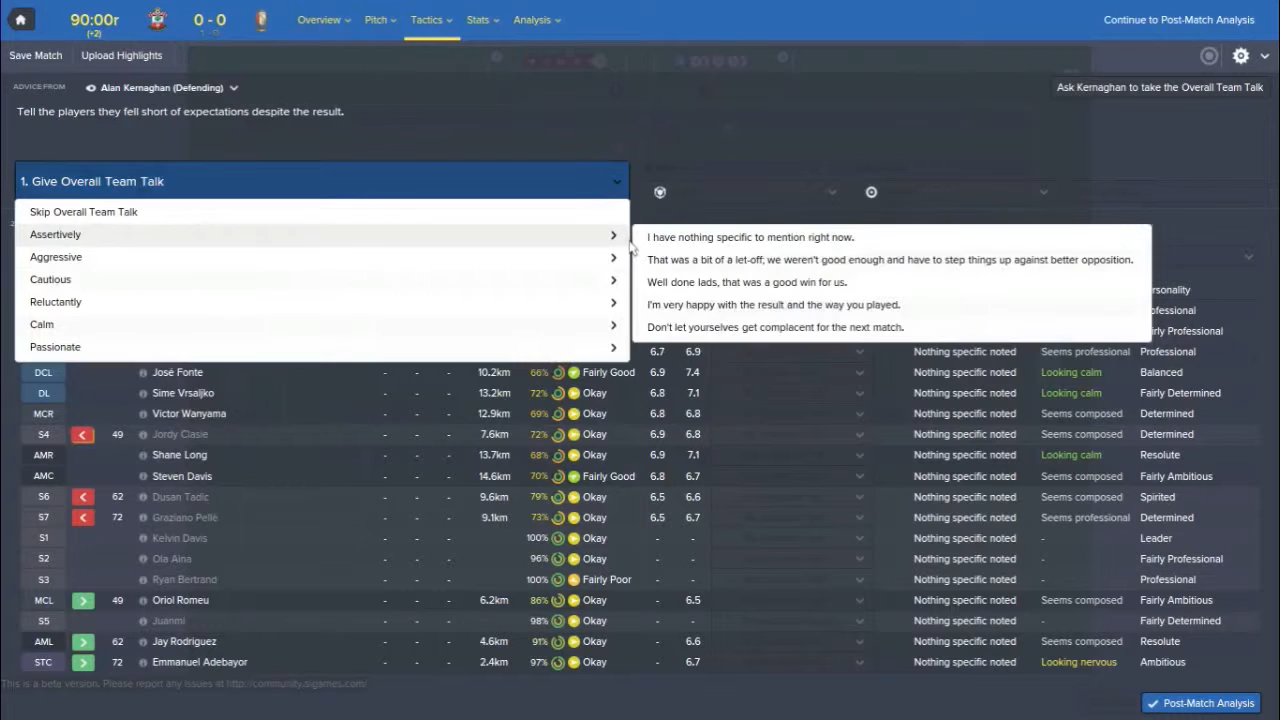 90:00r
(+2)
0 - 0
Overview
Pitch
Tactics
Stats
Analysis
Continue to Post-Match Analysis
Save Match
Upload Highlights
ADVICE FROM
Alan Kernaghan (Defending)
Ask Kernaghan to take the Overall Team Talk
Tell the players they fell short of expectations despite the result.
1. Give Overall Team Talk
Skip Overall Team Talk
Assertively
Aggressive
Cautious
Reluctantly
Calm
Passionate
I have nothing specific to mention right now.
That was a bit of a let-off; we weren't good enough and have to step things up against better opposition.
Well done lads, that was a good win for us.
I'm very happy with the result and the way you played.
Don't let yourselves get complacent for the next match.
6.7 6.9 Nothing specific noted Seems professional Professional
DCL José Fonte - - - 10.2km 66% Fairly Good 6.9 7.4 Nothing specific noted Looking calm Balanced
DL Sime Vrsaljko - - - 13.2km 72% Okay 6.8 7.1 Nothing specific noted Looking calm Fairly Determined
MCR Victor Wanyama - - - 12.9km 69% Okay 6.8 6.8 Nothing specific noted Seems composed Determined
S4 49 Jordy Clasie - - - 7.6km 72% Okay 6.9 6.8 Nothing specific noted Seems composed Determined
AMR Shane Long - - - 13.7km 68% Okay 6.9 7.1 Nothing specific noted Looking calm Resolute
AMC Steven Davis - - - 14.6km 70% Fairly Good 6.8 6.7 Nothing specific noted Seems composed Fairly Ambitious
S6 62 Dusan Tadic - - - 9.6km 79% Okay 6.5 6.6 Nothing specific noted Seems composed Spirited
S7 72 Graziano Pellè - - - 9.1km 73% Okay 6.5 6.7 Nothing specific noted Seems professional Determined
S1 Kelvin Davis 100% Okay - - Nothing specific noted - Leader
S2 Ola Aina 96% Okay - - Nothing specific noted - Fairly Professional
S3 Ryan Bertrand 100% Fairly Poor - - Nothing specific noted - Professional
MCL 49 Oriol Romeu - - - 6.2km 86% Okay - 6.5 Nothing specific noted Seems composed Fairly Ambitious
S5 Juanmi 98% Okay - - Nothing specific noted - Fairly Determined
AML 62 Jay Rodriguez - - - 4.6km 91% Okay - 6.6 Nothing specific noted Seems composed Resolute
STC 72 Emmanuel Adebayor - - - 2.4km 97% Okay - 6.7 Nothing specific noted Looking nervous Ambitious
This is a beta version. Please report any issues at http://community.sigames.com/
Post-Match Analysis